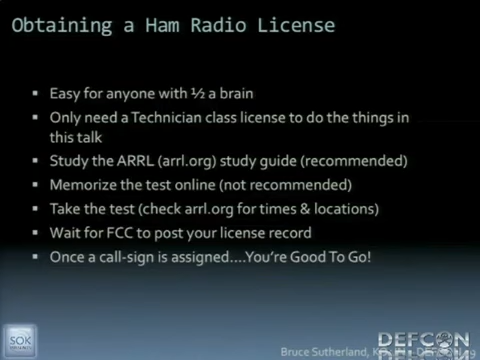 Obtaining a Ham Radio License
Easy for anyone with ½ a brain
Only need a Technician class license to do the things in
this talk
Study the ARRL (arrl.org) study guide (recommended)
Memorize the test online (not recommended)
Take the test (check arrl.org for times & locations)
Wait for FCC to post your license record
Once a call-sign is assigned....You're Good To Go!
SOK
DEFCON
Bruce Sutherland,